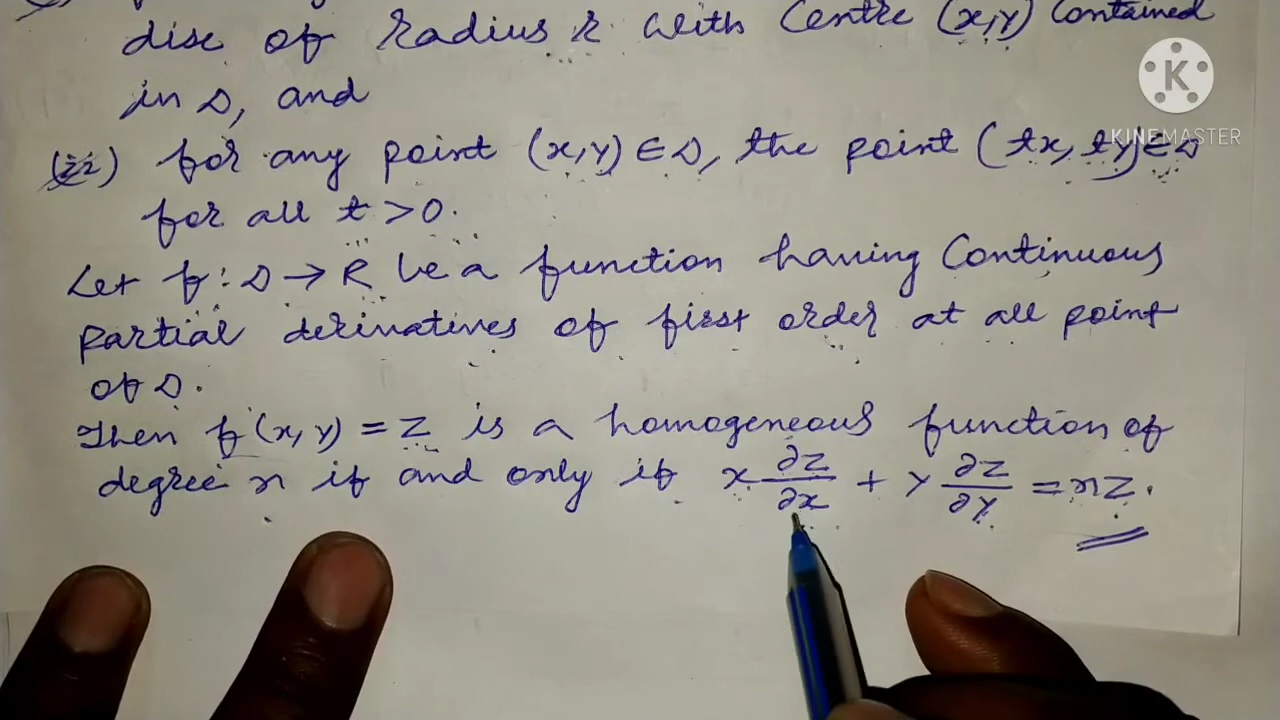 disc of radius r with Centre (x,y) Contained
in D, and
(ii) for any point (x,y) ∈ D, the point (tx, ty) ∈ D
for all t > 0.
Let f : D → R be a function having Continuous
partial derivatives of first order at all point
of D.
Then f(x,y) = Z is a homogeneous function of
degree n if and only if x ∂Z/∂x + y ∂Z/∂y = nZ.
K
KINEMASTER